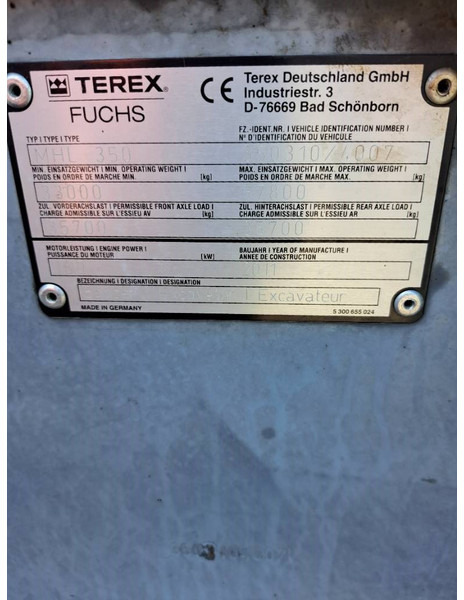 TEREX®
FUCHS
CE
Terex Deutschland GmbH
Industriestr. 3
D-76669 Bad Schönborn
TYP I TYPE I TYPE
FZ.-IDENT.NR. I VEHICLE IDENTIFICATION NUMBER I
N° D'IDENTIFICATION DU VEHICULE
MHL 350
MIN. EINSATZGEWICHT I MIN. OPERATING WEIGHT I
POIDS EN ORDRE DE MARCHE MIN. [kg]
MAX. EINSATZGEWICHT I MAX. OPERATING WEIGHT I
POIDS EN ORDRE DE MARCHE MAX. [kg]
ZUL. VORDERACHSLAST I PERMISSIBLE FRONT AXLE LOAD I
CHARGE ADMISSIBLE SUR L'ESSIEU AV [kg]
ZUL. HINTERACHSLAST I PERMISSIBLE REAR AXLE LOAD I
CHARGE ADMISSIBLE SUR L'ESSIEU AR [kg]
MOTORLEISTUNG I ENGINE POWER I
PUISSANCE DU MOTEUR [kW]
BAUJAHR I YEAR OF MANUFACTURE I
ANNEE DE CONSTRUCTION
BEZEICHNUNG I DESIGNATION I DESIGNATION
Excavateur
MADE IN GERMANY
S 300 655 024